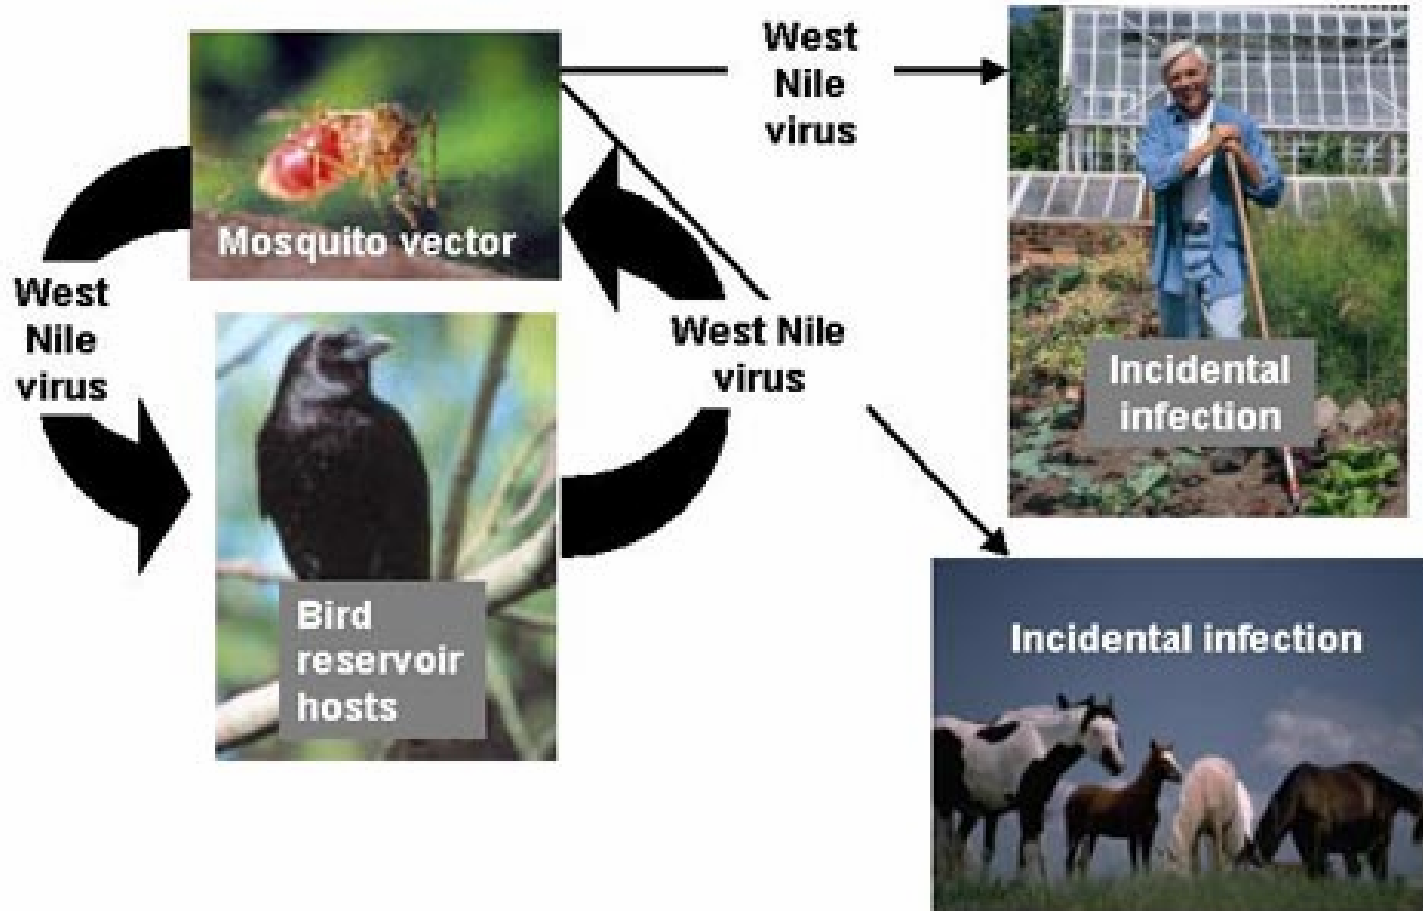 West
Nile
virus
Mosquito vector
West
Nile
virus
West Nile
virus
Bird
reservoir
hosts
Incidental
infection
Incidental infection